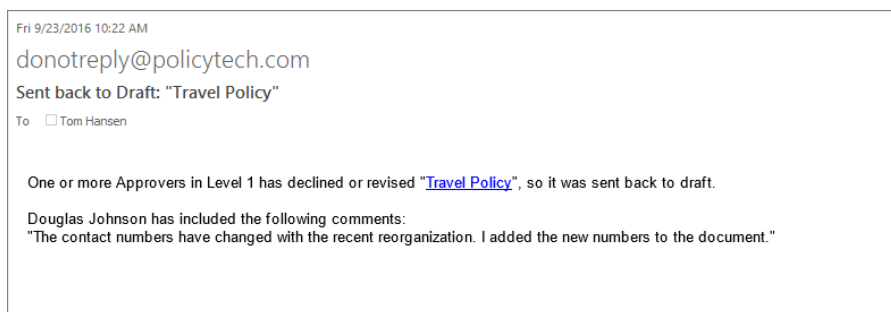 Fri 9/23/2016 10:22 AM
donotreply@policytech.com
Sent back to Draft: "Travel Policy"
To Tom Hansen
One or more Approvers in Level 1 has declined or revised "Travel Policy", so it was sent back to draft.
Douglas Johnson has included the following comments:
"The contact numbers have changed with the recent reorganization. I added the new numbers to the document."